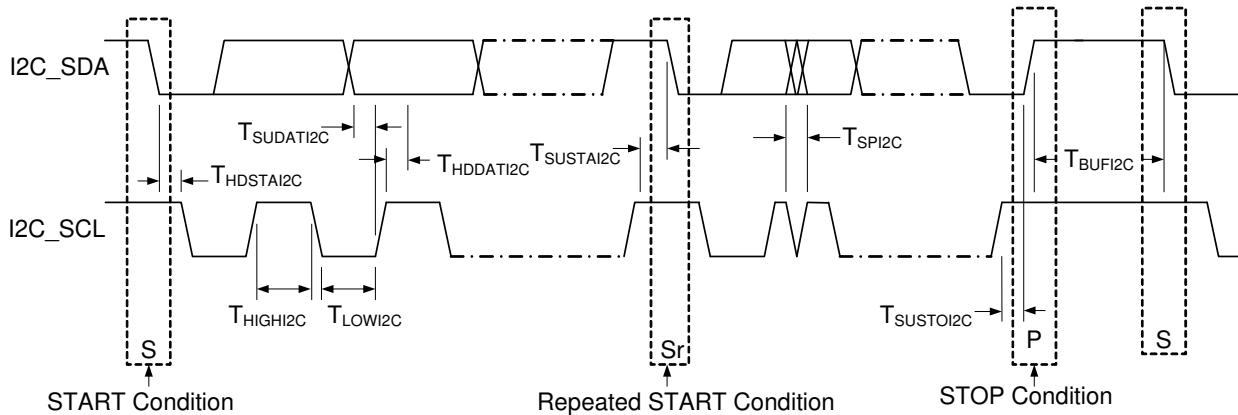 I2C_SDA
TSUDATI2C
THDDATI2C
TSUSTAI2C
TSPI2C
TBUFI2C
THDSTAI2C
I2C_SCL
THIGHI2C
TLOWI2C
TSUSTOI2C
S
Sr
P
S
START Condition
Repeated START Condition
STOP Condition